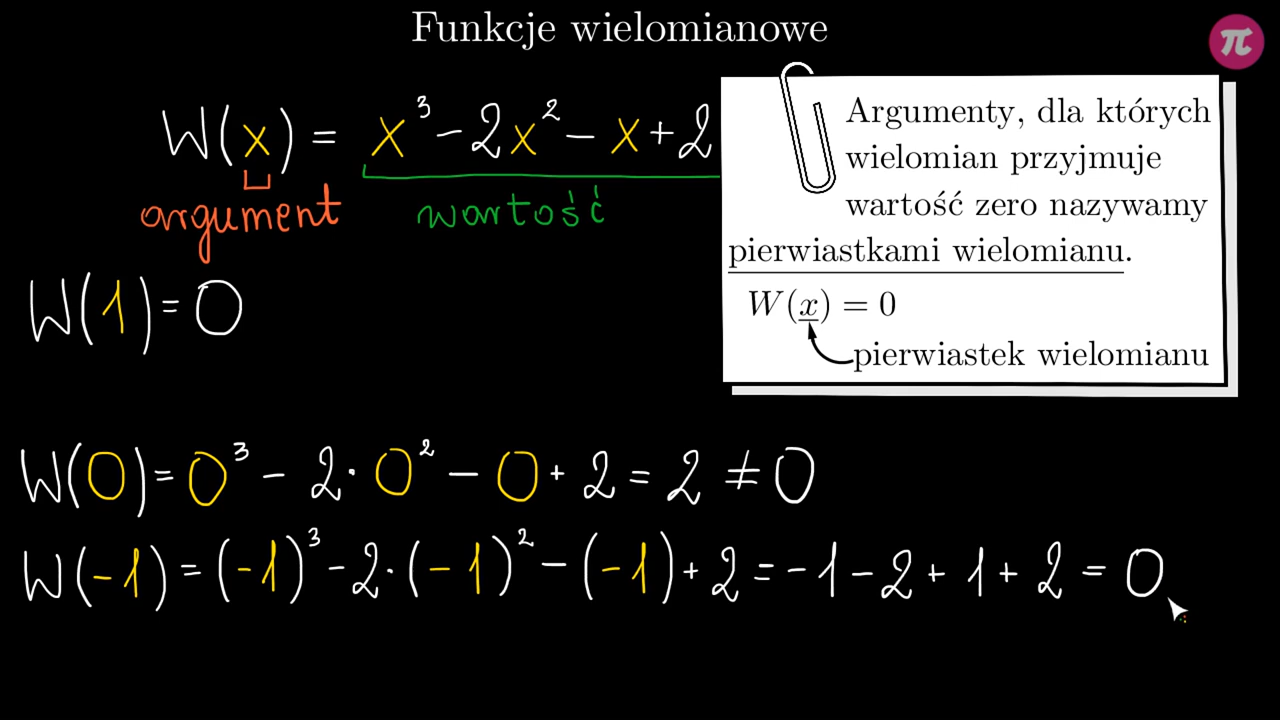 Funkcje wielomianowe
π
W(x) = x³ - 2x² - x + 2
argument
wartość
Argumenty, dla których
wielomian przyjmuje
wartość zero nazywamy
pierwiastkami wielomianu.
W(x) = 0
pierwiastek wielomianu
W(1) = 0
W(0) = 0³ - 2·0² - 0 + 2 = 2 ≠ 0
W(-1) = (-1)³ - 2·(-1)² - (-1) + 2 = -1 - 2 + 1 + 2 = 0